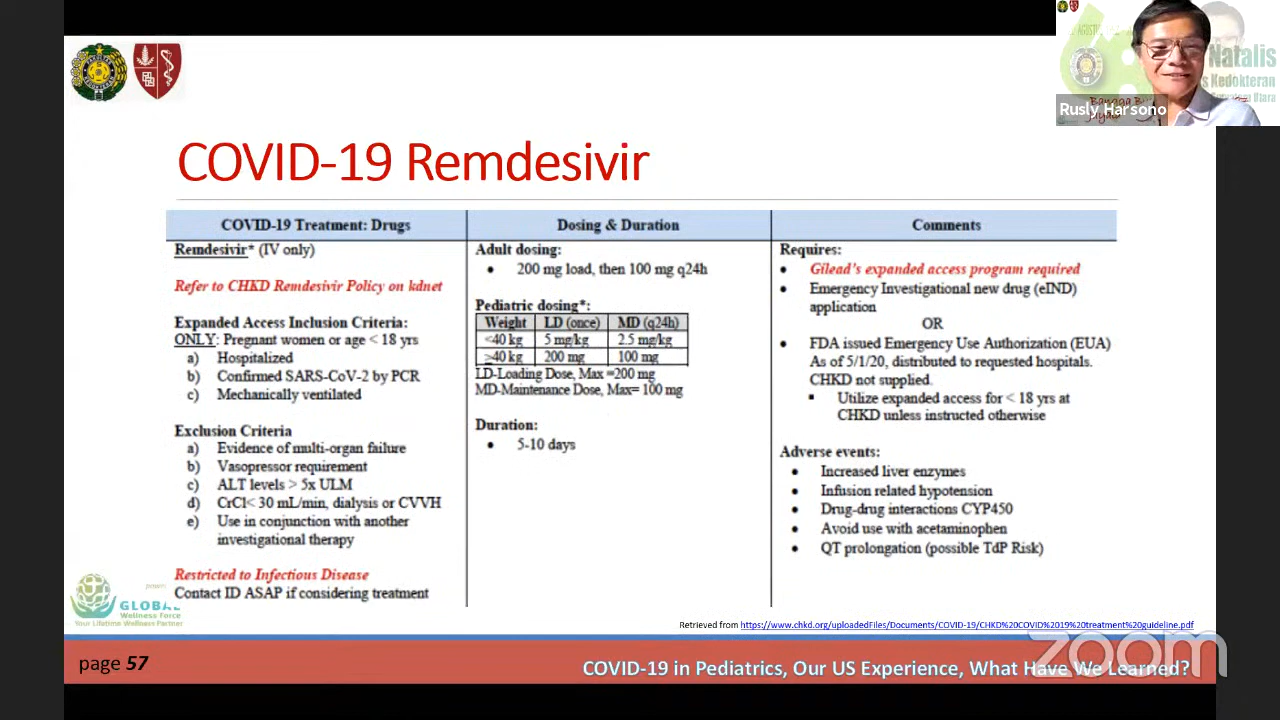 AGUST
Natalis
s Kedokteran
Rusly Harsono
COVID-19 Remdesivir
COVID-19 Treatment: Drugs
Remdesivir* (IV only)
Refer to CHKD Remdesivir Policy on kdnet
Expanded Access Inclusion Criteria:
ONLY: Pregnant women or age < 18 yrs
a) Hospitalized
b) Confirmed SARS-CoV-2 by PCR
c) Mechanically ventilated
Exclusion Criteria
a) Evidence of multi-organ failure
b) Vasopressor requirement
c) ALT levels > 5x ULM
d) CrCl< 30 mL/min, dialysis or CVVH
e) Use in conjunction with another
investigational therapy
Restricted to Infectious Disease
Contact ID ASAP if considering treatment
Dosing & Duration
Adult dosing:
• 200 mg load, then 100 mg q24h
Pediatric dosing*:
Weight LD (once) MD (q24h)
<40 kg 5 mg/kg 2.5 mg/kg
≥40 kg 200 mg 100 mg
LD-Loading Dose, Max =200 mg
MD-Maintenance Dose, Max= 100 mg
Duration:
• 5-10 days
Comments
Requires:
• Gilead's expanded access program required
• Emergency Investigational new drug (eIND)
application
OR
• FDA issued Emergency Use Authorization (EUA)
As of 5/1/20, distributed to requested hospitals.
CHKD not supplied.
▪ Utilize expanded access for < 18 yrs at
CHKD unless instructed otherwise
Adverse events:
• Increased liver enzymes
• Infusion related hypotension
• Drug-drug interactions CYP450
• Avoid use with acetaminophen
• QT prolongation (possible TdP Risk)
GLOBAL
Wellness Force
Your Lifetime Wellness Partner
Retrieved from https://www.chkd.org/uploadedFiles/Documents/COVID-19/CHKD%20COVID%2019%20treatment%20guideline.pdf
page 57
COVID-19 in Pediatrics, Our US Experience, What Have We Learned?
zoom